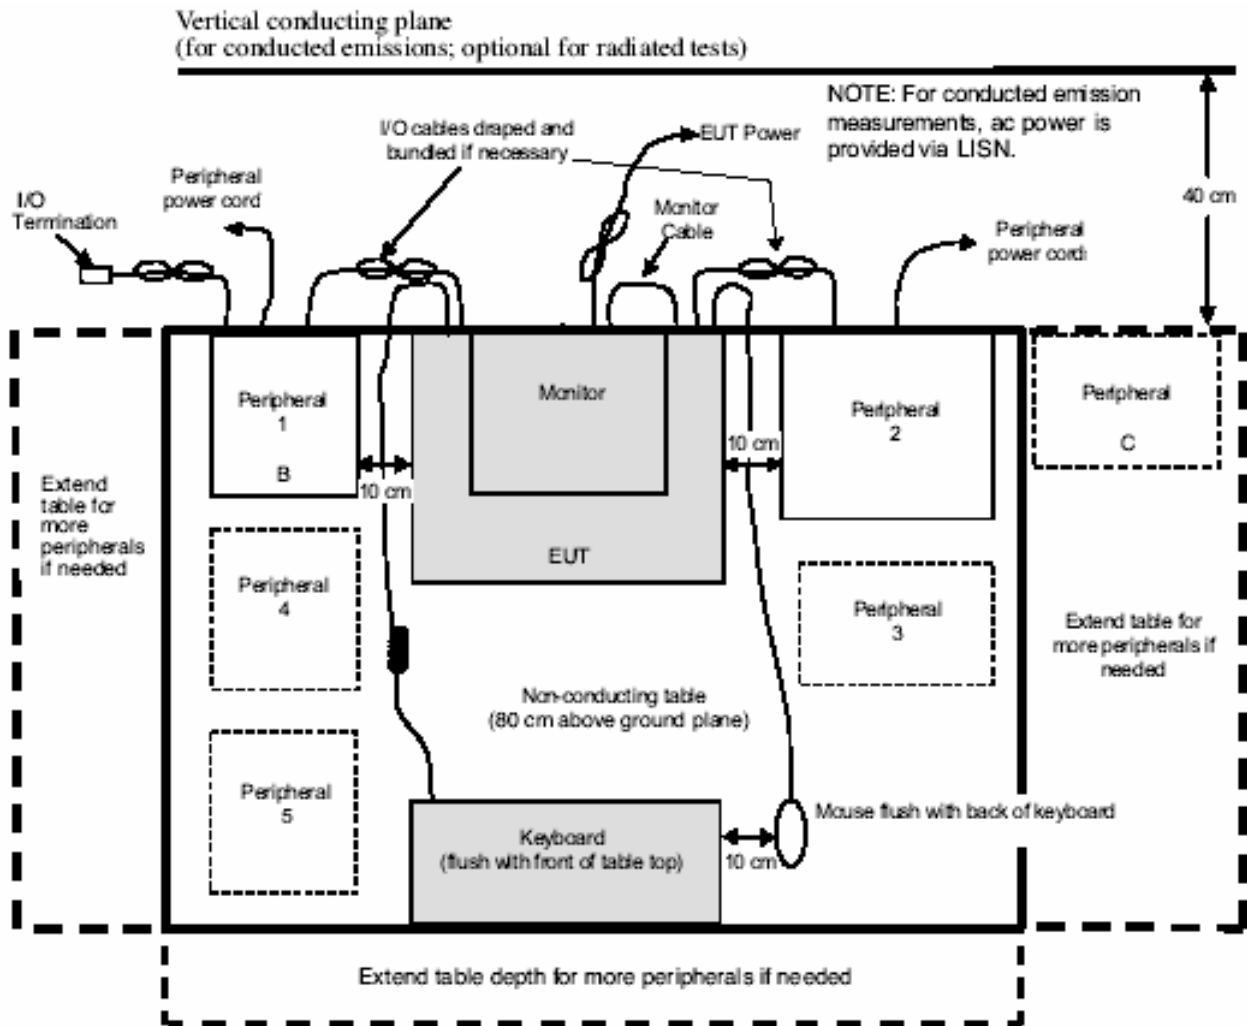 Vertical conducting plane
(for conducted emissions; optional for radiated tests)
NOTE: For conducted emission
measurements, ac power is
provided via LISN.
I/O cables draped and
bundled if necessary
EUT Power
40 cm
Peripheral
power cord
I/O
Termination
Monitor
Cable
Peripheral
power cord
Peripheral
1
B
Monitor
Peripheral
2
Peripheral
C
10 cm
10 cm
Extend
table for
more
peripherals
if needed
EUT
Peripheral
4
Peripheral
3
Extend table for
more peripherals if
needed
Non-conducting table
(80 cm above ground plane)
Peripheral
5
Mouse flush with back of keyboard
Keyboard
(flush with front of table top)
10 cm
Extend table depth for more peripherals if needed